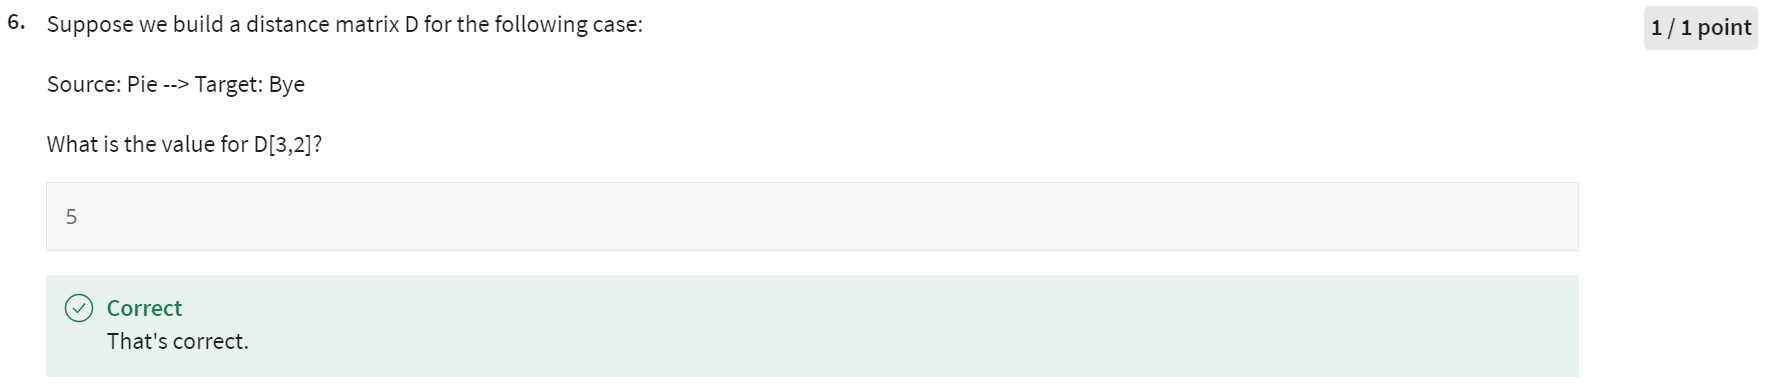 6. Suppose we build a distance matrix D for the following case:
1 / 1 point
Source: Pie --> Target: Bye
What is the value for D[3,2]?
5
Correct
That's correct.